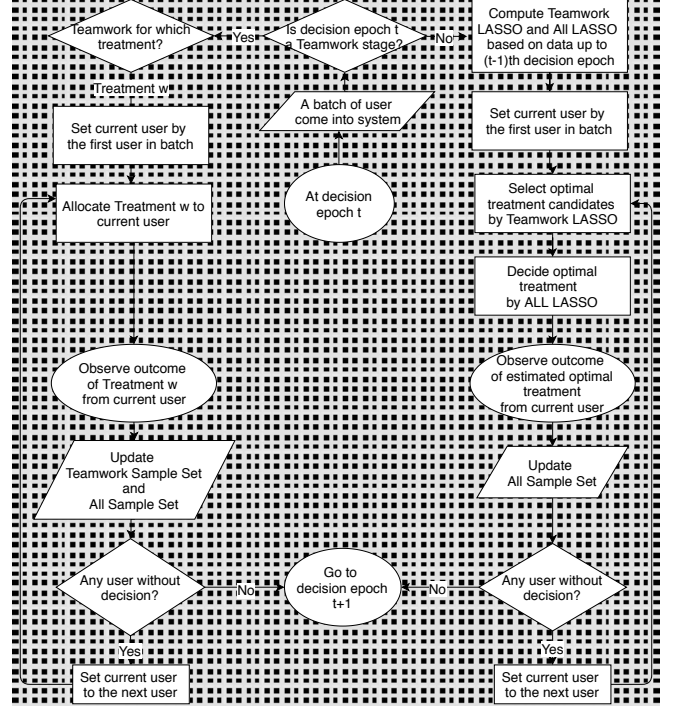 Teamwork for which
treatment?
Yes
Is decision epoch t
a Teamwork stage?
No
Compute Teamwork
LASSO and All LASSO
based on data up to
(t-1)th decision epoch
Treatment w
A batch of user
come into system
Set current user by
the first user in batch
Set current user by
the first user in batch
Allocate Treatment w to
current user
At decision
epoch t
Select optimal
treatment candidates
by Teamwork LASSO
Decide optimal
treatment
by ALL LASSO
Observe outcome
of Treatment w
from current user
Observe outcome
of estimated optimal
treatment
from current user
Update
Teamwork Sample Set
and
All Sample Set
Update
All Sample Set
Any user without
decision?
No
Go to
decision epoch
t+1
No
Any user without
decision?
Yes
Yes
Set current user
to the next user
Set current user
to the next user